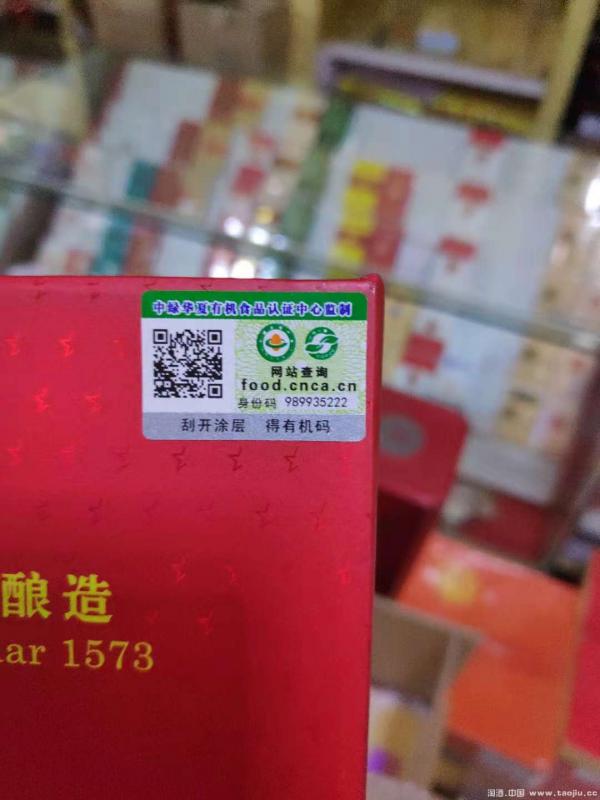 中绿华夏有机食品认证中心监制
网站查询
food.cnca.cn
身份码 989935222
刮开涂层 得有机码
酿造
lar 1573
淘酒.中国 www.taojiu.cc